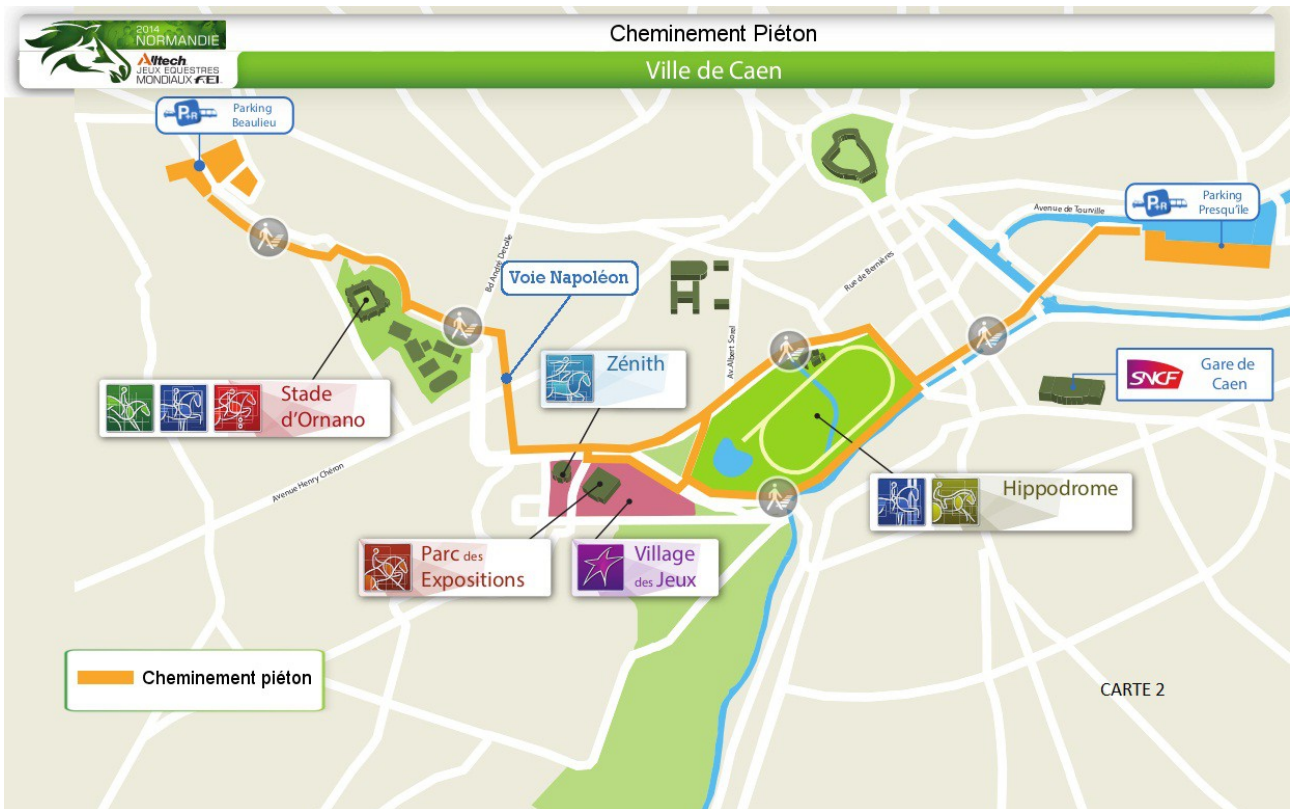 2014
NORMANDIE
Alltech
JEUX EQUESTRES
MONDIAUX FEI
Cheminement Piéton
Ville de Caen
P+R
Parking
Beaulieu
P+R
Parking
Presqu'île
Avenue de Tourville
Bd André Detolle
Rue de Bernières
Voie Napoléon
Av. Albert Sorel
Zénith
SNCF
Gare de
Caen
Stade
d'Ornano
Avenue Henry Chéron
Hippodrome
Parc des
Expositions
Village
des Jeux
Cheminement piéton
CARTE 2